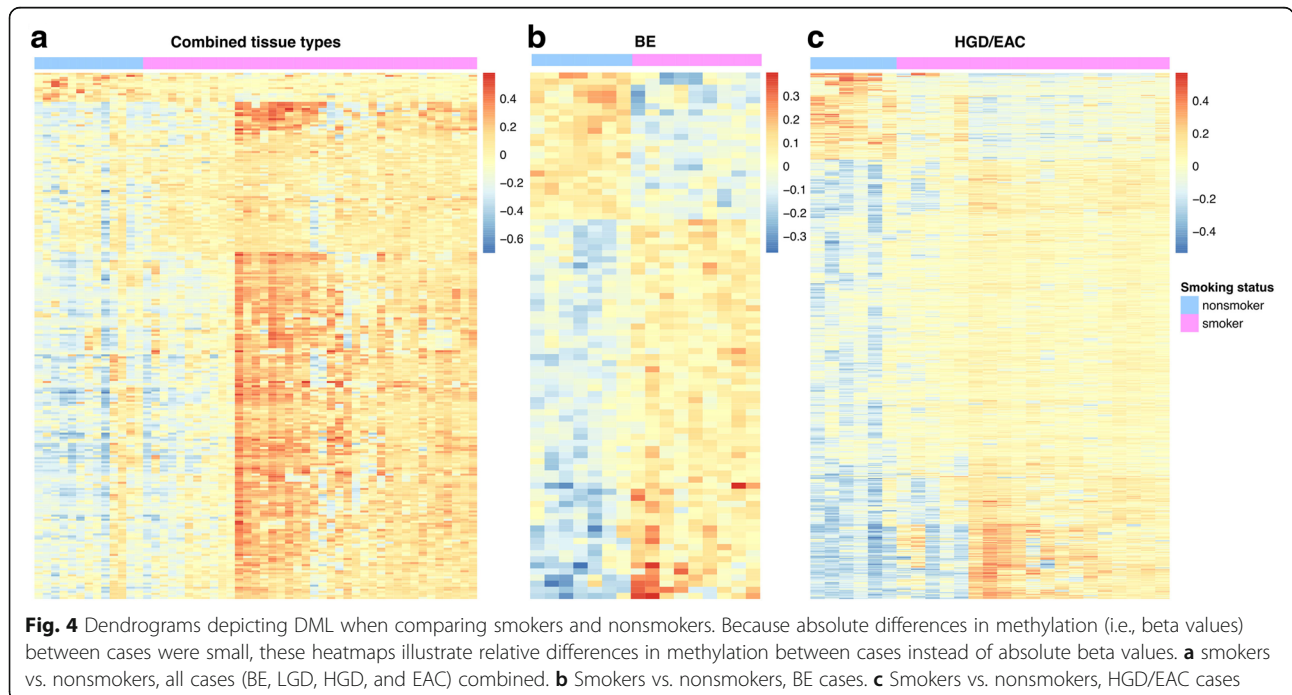 a
Combined tissue types
0.4
0.2
0
−0.2
−0.4
−0.6
b
BE
0.3
0.2
0.1
0
−0.1
−0.2
−0.3
c
HGD/EAC
0.4
0.2
0
−0.2
−0.4
Smoking status
nonsmoker
smoker
Fig. 4 Dendrograms depicting DML when comparing smokers and nonsmokers. Because absolute differences in methylation (i.e., beta values)
between cases were small, these heatmaps illustrate relative differences in methylation between cases instead of absolute beta values. a smokers
vs. nonsmokers, all cases (BE, LGD, HGD, and EAC) combined. b Smokers vs. nonsmokers, BE cases. c Smokers vs. nonsmokers, HGD/EAC cases